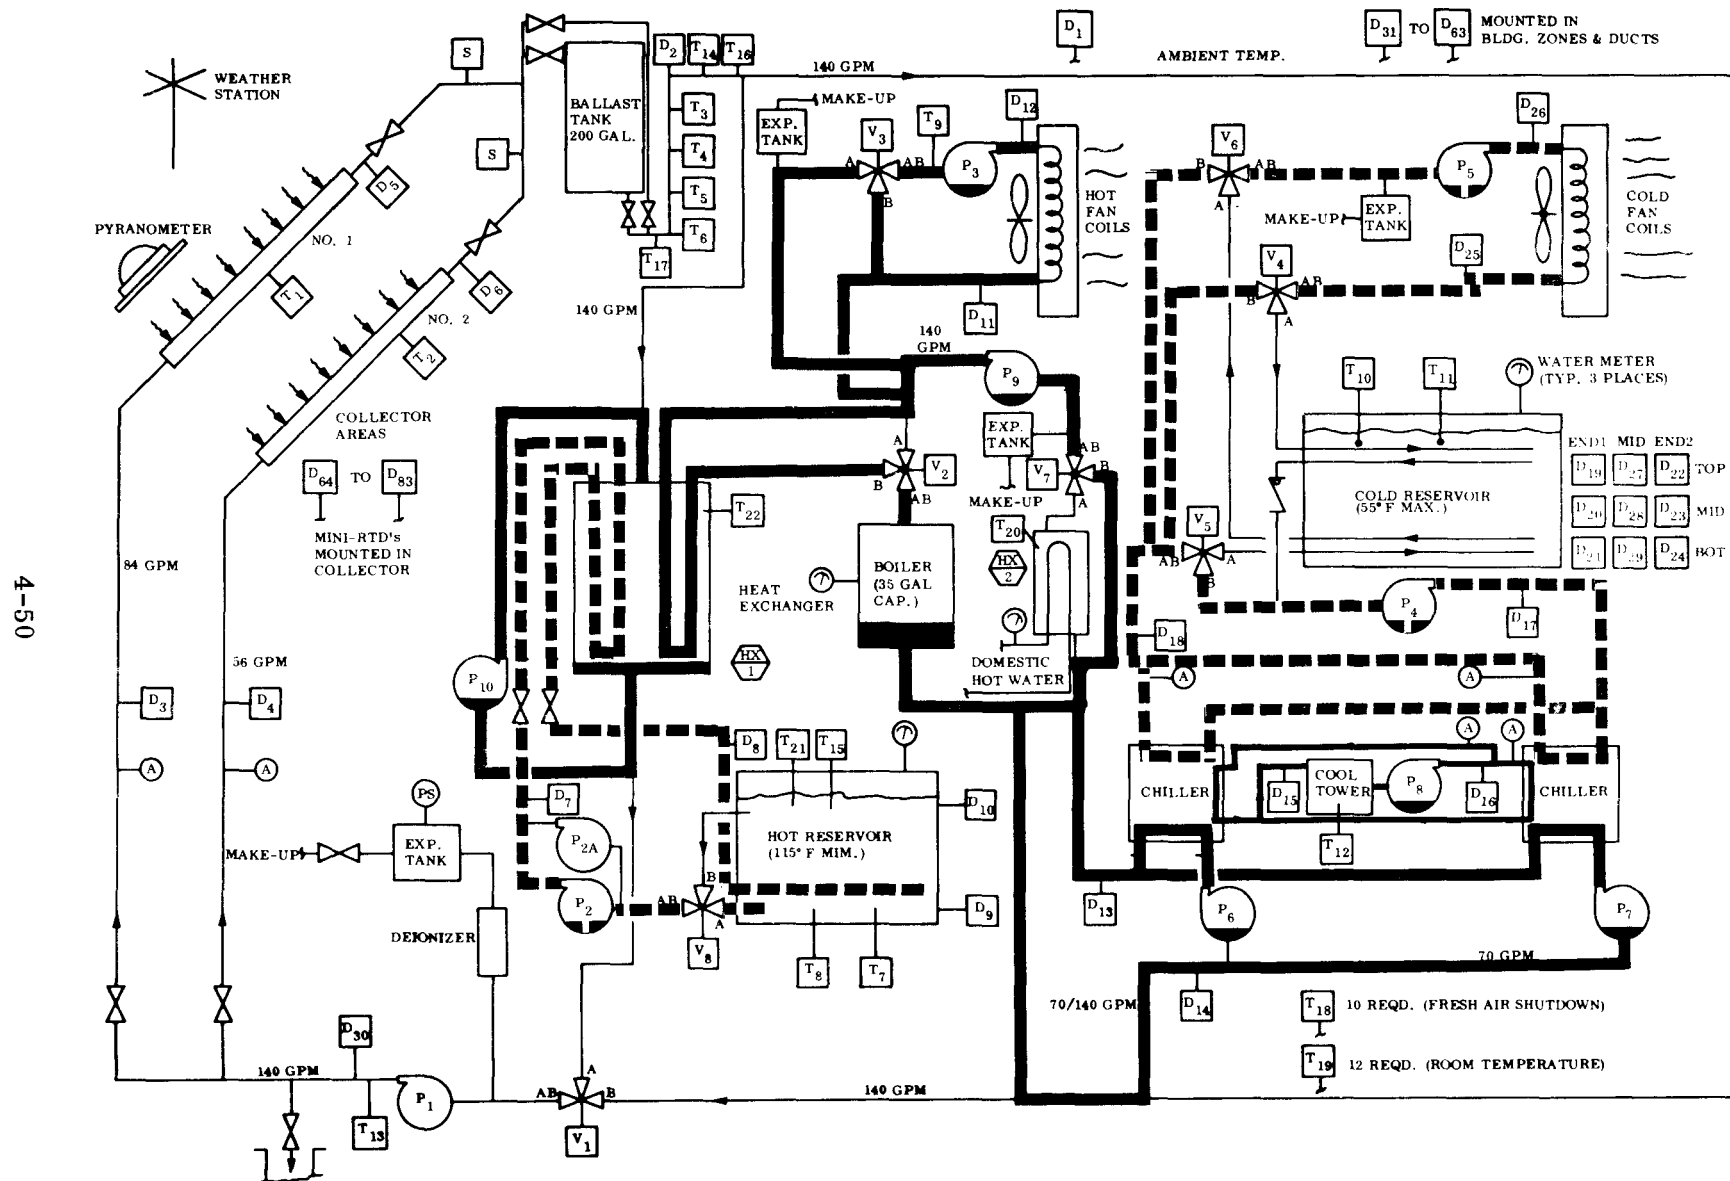 D1
D31 TO D63 MOUNTED IN
BLDG. ZONES & DUCTS
AMBIENT TEMP.
WEATHER
STATION
S
S
BALLAST
TANK
200 GAL.
D2
T14
T16
140 GPM
T3
T4
T5
T6
T17
MAKE-UP
EXP.
TANK
V3
A
AB
B
T9
P3
D12
HOT
FAN
COILS
D11
V6
B
AB
A
P5
D26
MAKE-UP
EXP.
TANK
COLD
FAN
COILS
D25
V4
B
AB
A
D5
NO. 1
T1
PYRANOMETER
D6
NO. 2
T2
140 GPM
140
GPM
P9
WATER METER
(TYP. 3 PLACES)
T10
T11
COLLECTOR
AREAS
D64 TO D83
MINI-RTD's
MOUNTED IN
COLLECTOR
EXP.
TANK
MAKE-UP
A
B
AB
V2
AB
B
A
V7
END1 MID END2
D19 D27 D22 TOP
D20 D28 D23 MID
D21 D29 D24 BOT
COLD RESERVOIR
(55° F MAX.)
T22
T20
HX
2
V5
AB
A
B
84 GPM
4-50
HEAT
EXCHANGER
BOILER
(35 GAL
CAP.)
P4
D17
D18
HX
1
DOMESTIC
HOT WATER
56 GPM
P10
A
A
D3
D4
A
A
D8
T21
T15
A
A
CHILLER
D15
COOL
TOWER
P8
D16
CHILLER
T12
PS
D7
D10
MAKE-UP
EXP.
TANK
P2A
HOT RESERVOIR
(115° F MIM.)
P2
AB
B
A
V8
D9
D13
P6
P7
DEIONIZER
T8
T7
70 GPM
70/140 GPM
D14
T18 10 REQD. (FRESH AIR SHUTDOWN)
D30
T19 12 REQD. (ROOM TEMPERATURE)
140 GPM
P1
T13
A
AB
B
V1
140 GPM